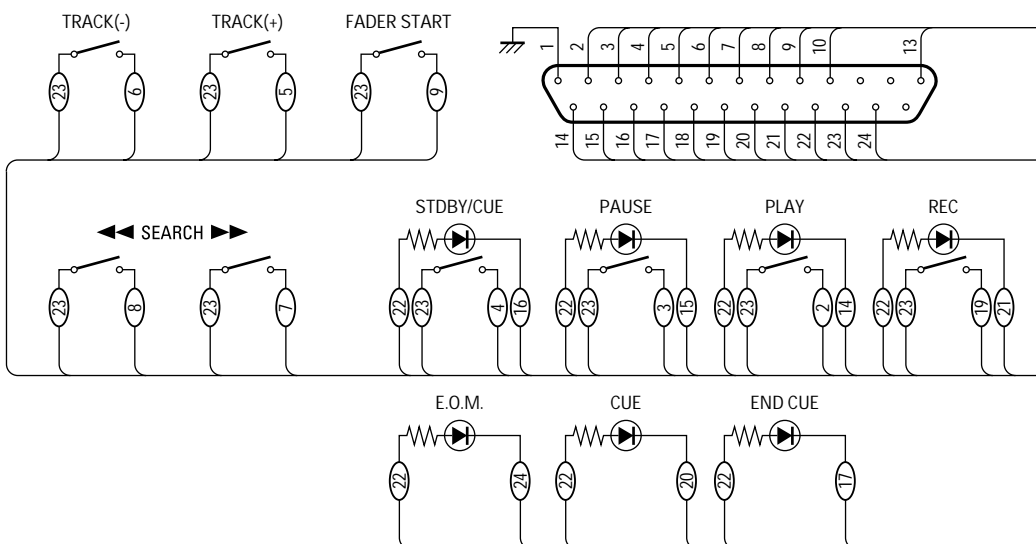 TRACK(-) TRACK(+) FADER START
1 2 3 4 5 6 7 8 9 10 13
23 6 23 5 23 9
14 15 16 17 18 19 20 21 22 23 24
STDBY/CUE PAUSE PLAY REC
◀◀ SEARCH ▶▶
23 8 23 7 22 23 4 16 22 23 3 15 22 23 2 14 22 23 19 21
E.O.M. CUE END CUE
22 24 22 20 22 17